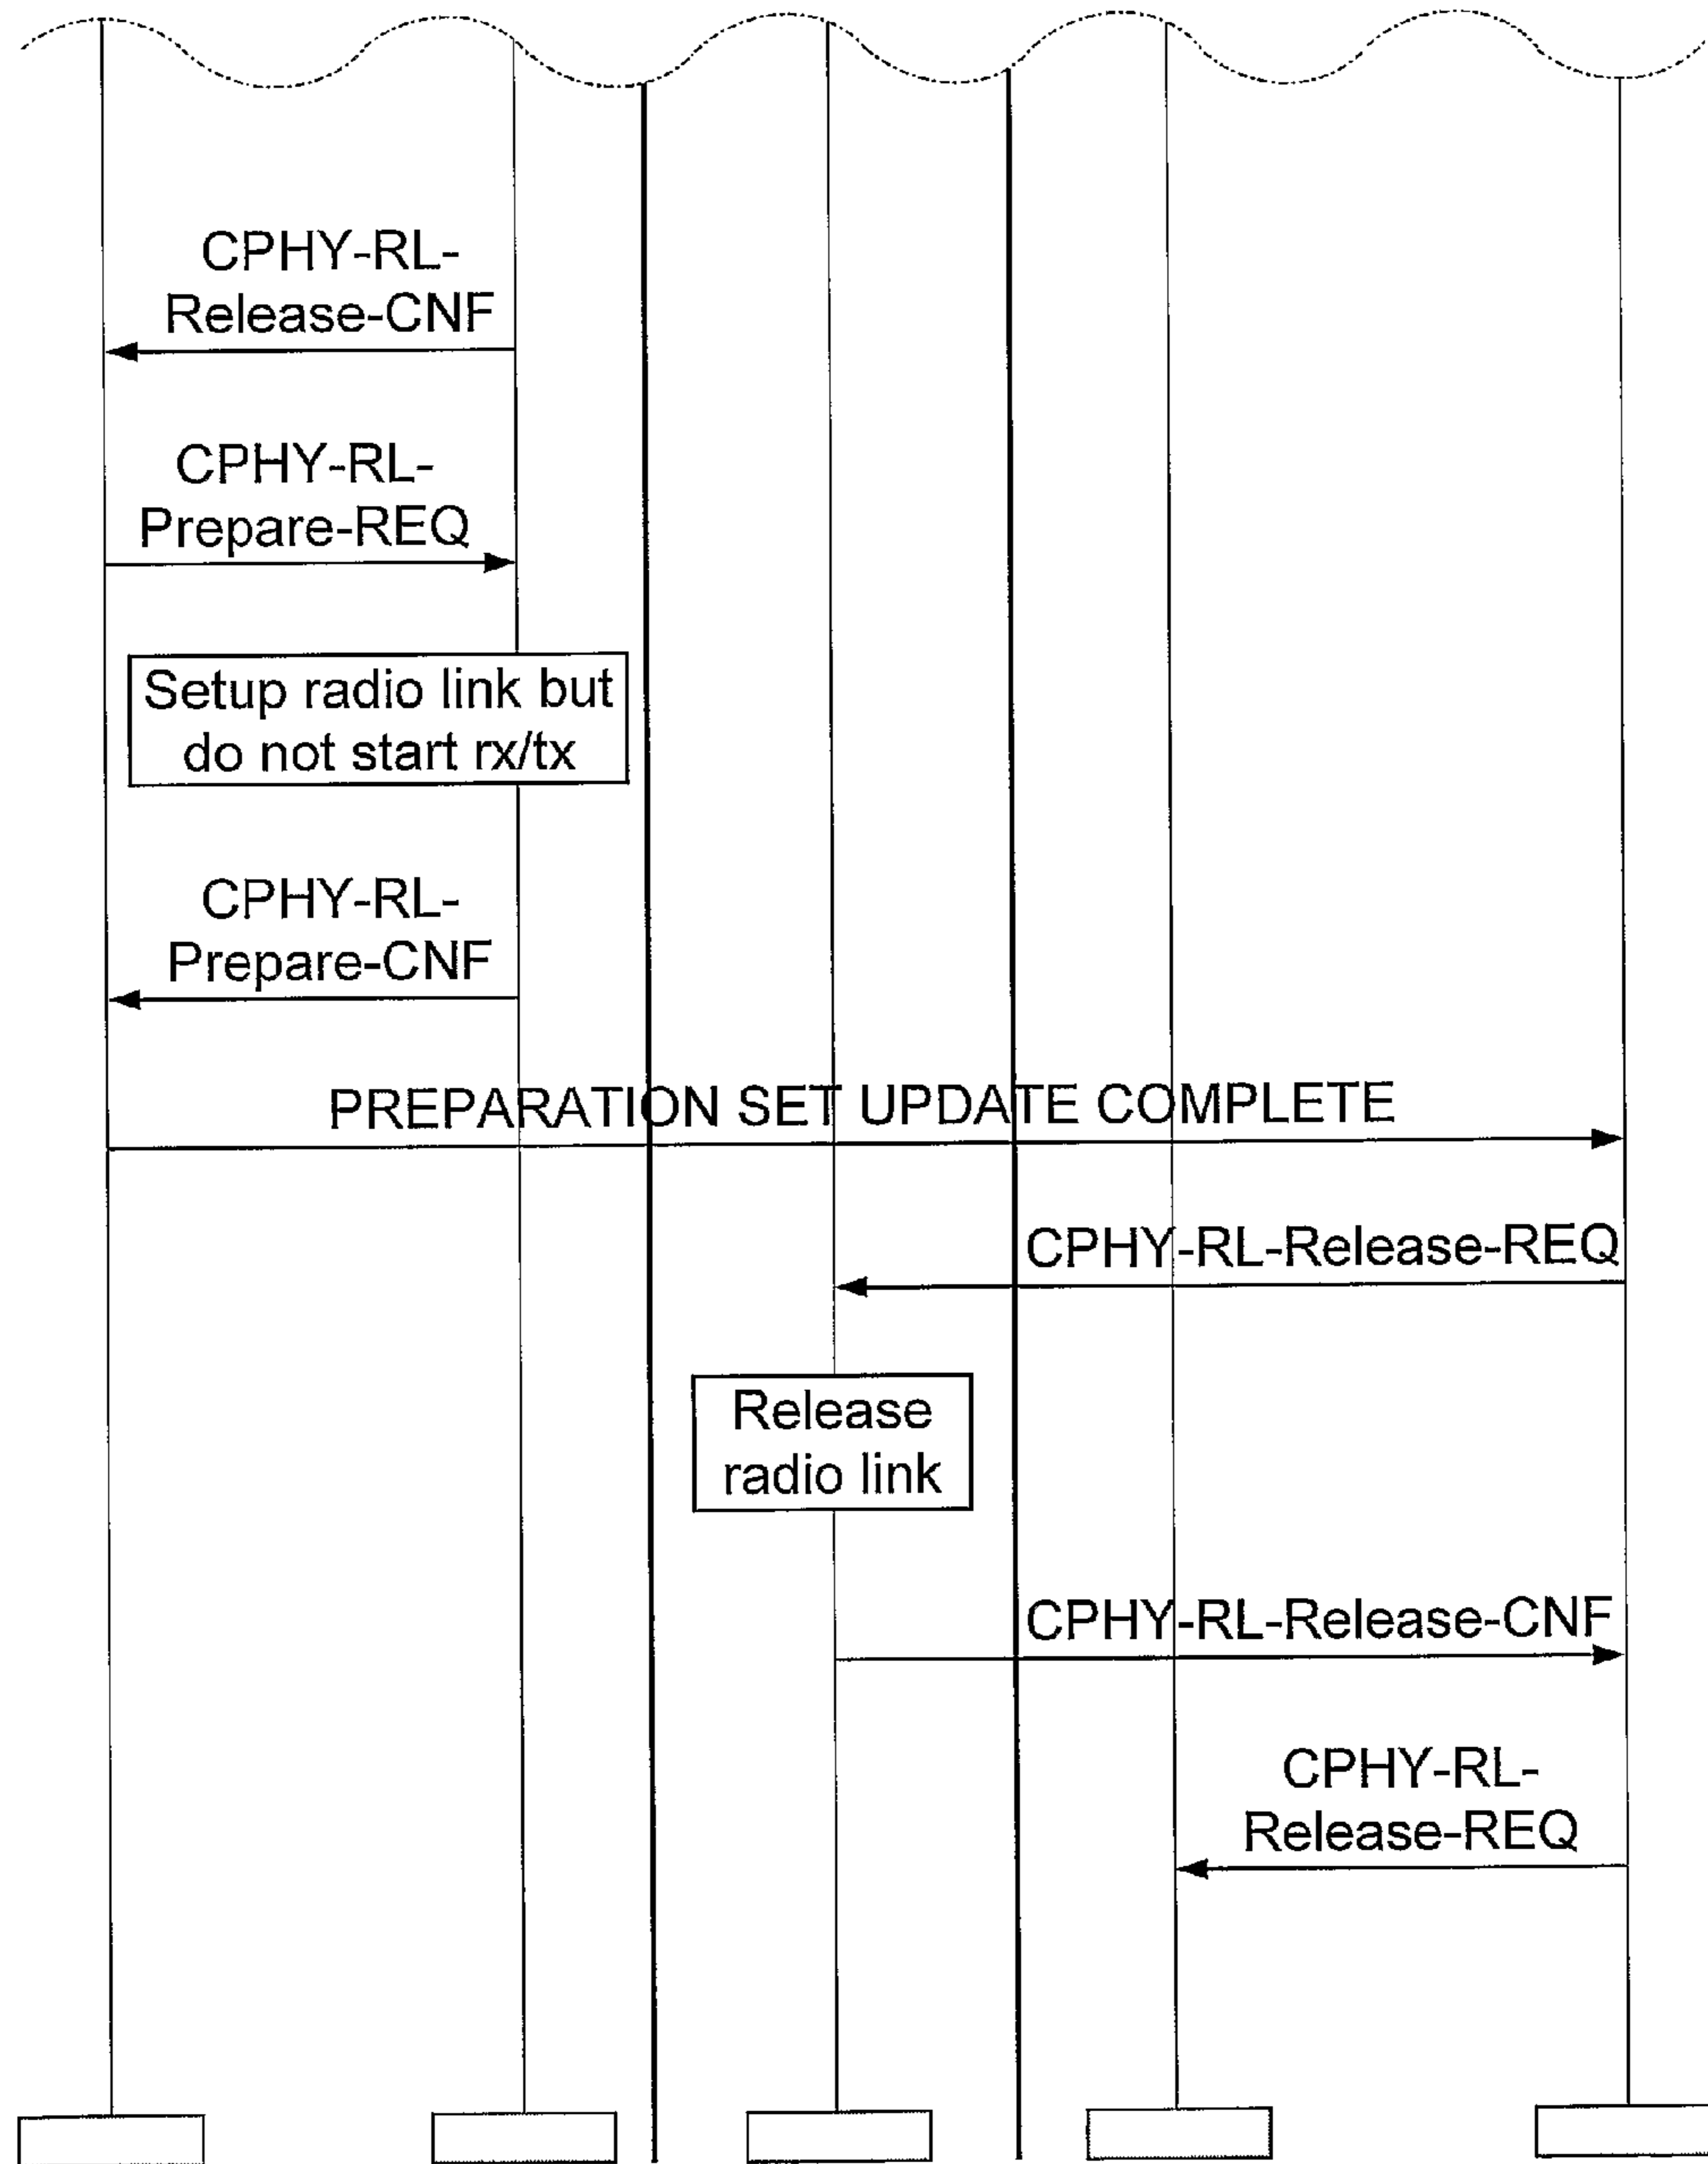 CPHY-RL-
Release-CNF
CPHY-RL-
Prepare-REQ
Setup radio link but
do not start rx/tx
CPHY-RL-
Prepare-CNF
PREPARATION SET UPDATE COMPLETE
CPHY-RL-Release-REQ
Release
radio link
CPHY-RL-Release-CNF
CPHY-RL-
Release-REQ